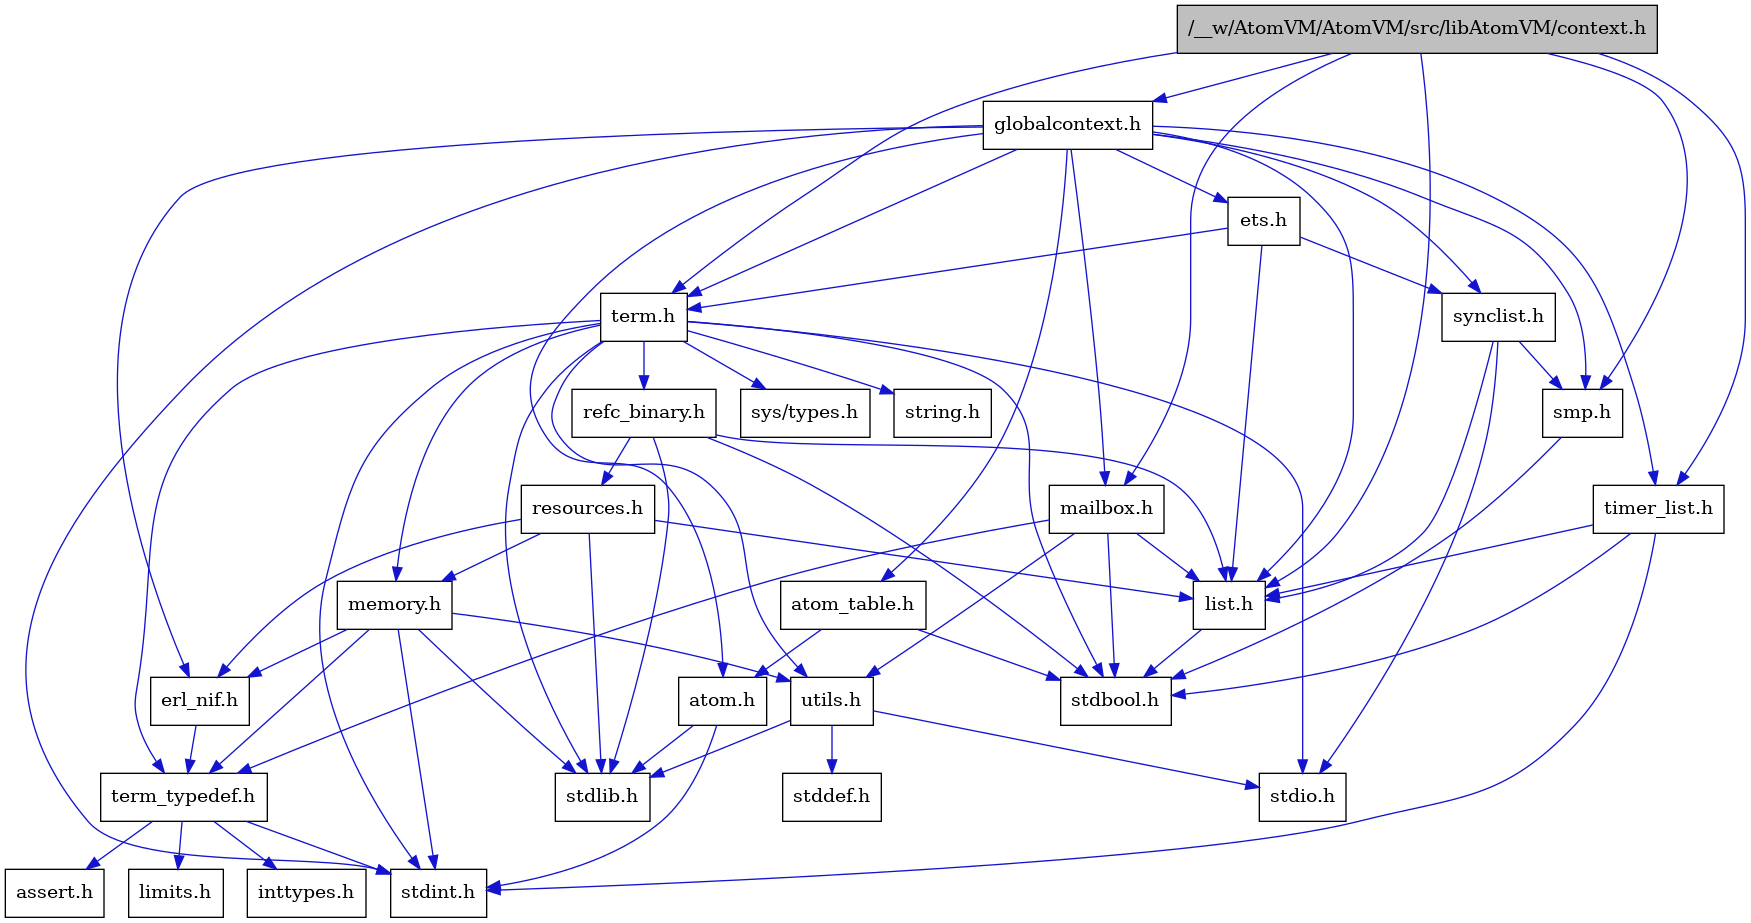 /__w/AtomVM/AtomVM/src/libAtomVM/context.h
globalcontext.h
ets.h
term.h
synclist.h
refc_binary.h
sys/types.h
string.h
smp.h
resources.h
mailbox.h
timer_list.h
memory.h
atom_table.h
list.h
erl_nif.h
atom.h
utils.h
stdbool.h
term_typedef.h
stdlib.h
stddef.h
stdio.h
assert.h
limits.h
inttypes.h
stdint.h